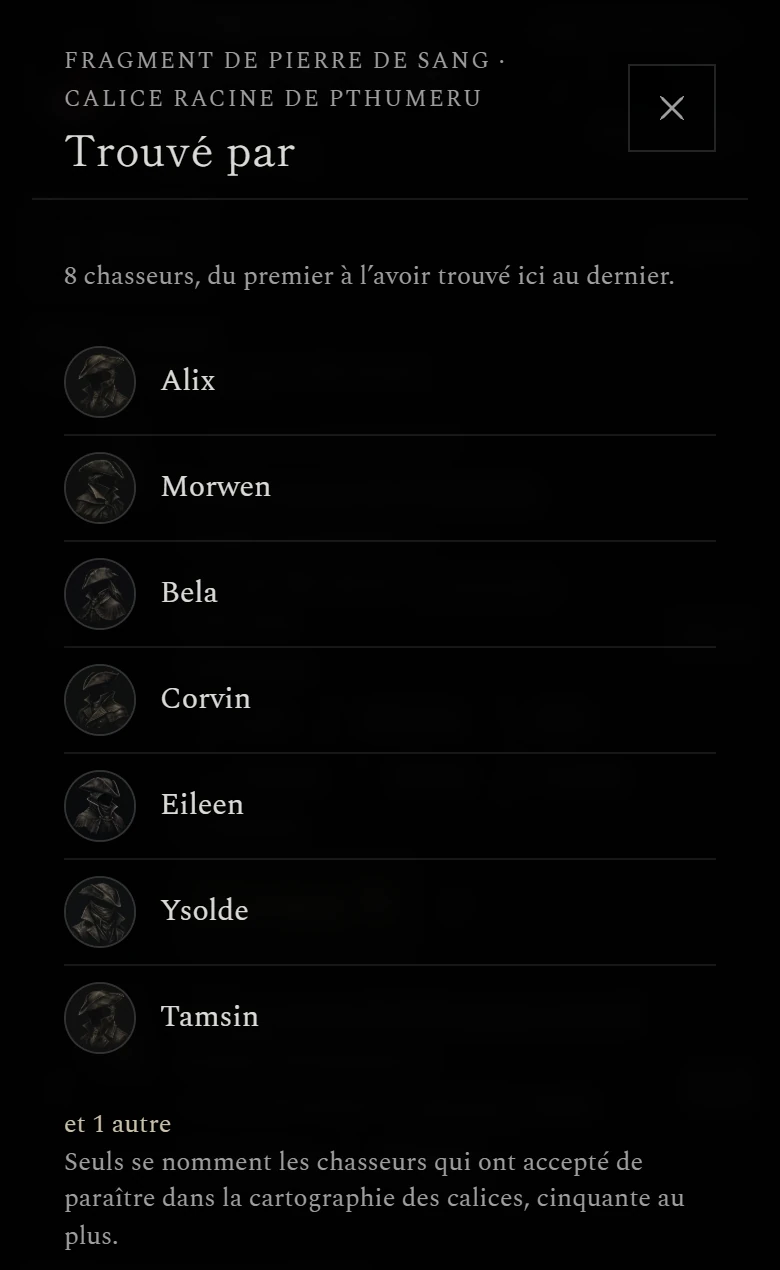 FRAGMENT DE PIERRE DE SANG ·
CALICE RACINE DE PTHUMERU
Trouvé par
8 chasseurs, du premier à l’avoir trouvé ici au dernier.
Alix
Morwen
Bela
Corvin
Eileen
Ysolde
Tamsin
et 1 autre
Seuls se nomment les chasseurs qui ont accepté de
paraître dans la cartographie des calices, cinquante au
plus.